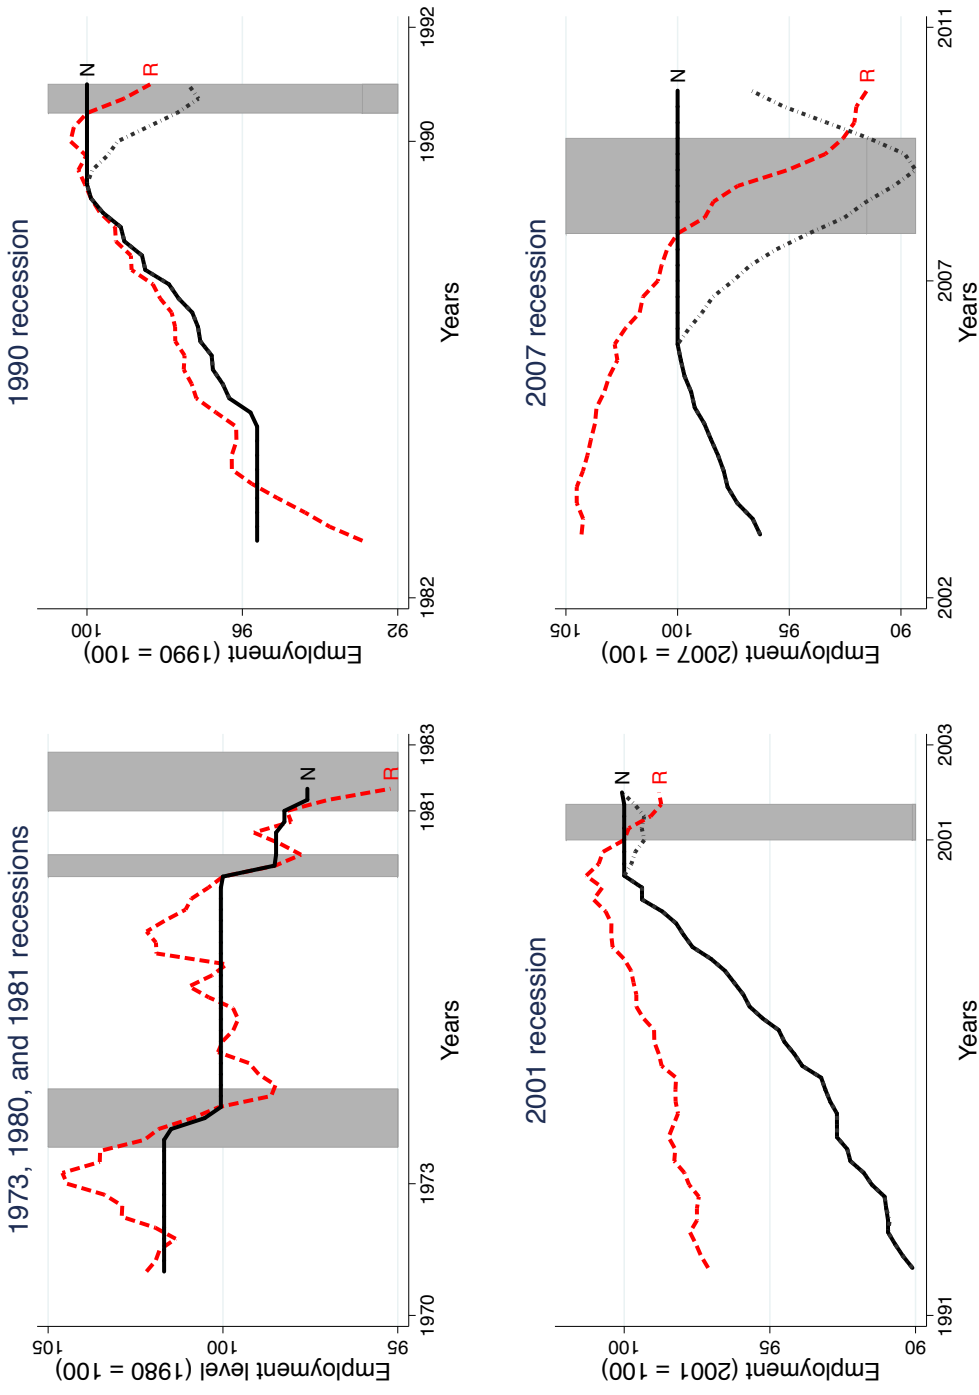 1973, 1980, and 1981 recessions
Employment level (1980 = 100)
105
100
95
N
R
1970
1973
1981
1983
Years
1990 recession
Employment (1990 = 100)
100
96
92
N
R
1982
1990
1992
Years
2001 recession
Employment (2001 = 100)
100
95
90
N
R
1991
2001
2003
Years
2007 recession
Employment (2007 = 100)
105
100
95
90
N
R
2002
2007
2011
Years